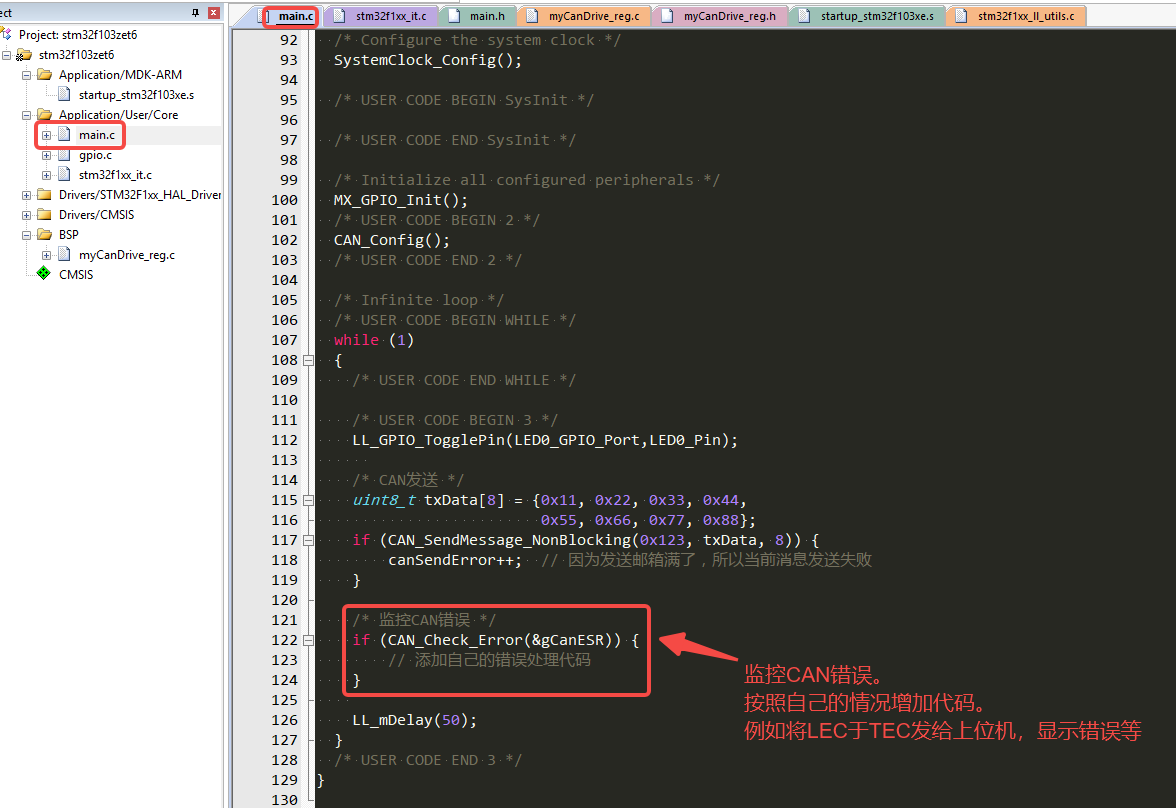 ect
main.c
stm32f1xx_it.c
main.h
myCanDrive_reg.c
myCanDrive_reg.h
startup_stm32f103xe.s
stm32f1xx_ll_utils.c
Project: stm32f103zet6
stm32f103zet6
Application/MDK-ARM
startup_stm32f103xe.s
Application/User/Core
main.c
gpio.c
stm32f1xx_it.c
Drivers/STM32F1xx_HAL_Driver
Drivers/CMSIS
BSP
myCanDrive_reg.c
CMSIS
92 /* Configure the system clock */
93 SystemClock_Config();
94
95 /* USER CODE BEGIN SysInit */
96
97 /* USER CODE END SysInit */
98
99 /* Initialize all configured peripherals */
100 MX_GPIO_Init();
101 /* USER CODE BEGIN 2 */
102 CAN_Config();
103 /* USER CODE END 2 */
104
105 /* Infinite loop */
106 /* USER CODE BEGIN WHILE */
107 while (1)
108 {
109 /* USER CODE END WHILE */
110
111 /* USER CODE BEGIN 3 */
112 LL_GPIO_TogglePin(LED0_GPIO_Port,LED0_Pin);
113
114 /* CAN发送 */
115 uint8_t txData[8] = {0x11, 0x22, 0x33, 0x44,
116 0x55, 0x66, 0x77, 0x88};
117 if (CAN_SendMessage_NonBlocking(0x123, txData, 8)) {
118 canSendError++; // 因为发送邮箱满了，所以当前消息发送失败
119 }
120
121 /* 监控CAN错误 */
122 if (CAN_Check_Error(&gCanESR)) {
123 // 添加自己的错误处理代码
124 }
125
126 LL_mDelay(50);
127 }
128 /* USER CODE END 3 */
129 }
130
监控CAN错误。
按照自己的情况增加代码。
例如将LEC于TEC发给上位机，显示错误等